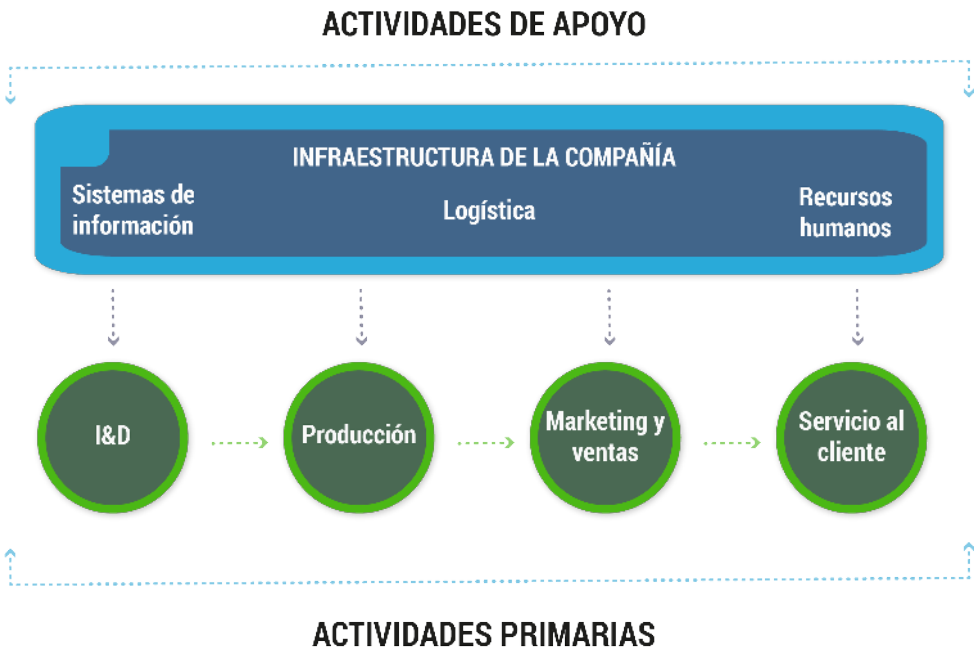 ACTIVIDADES DE APOYO
INFRAESTRUCTURA DE LA COMPAÑÍA
Sistemas de
información
Logística
Recursos
humanos
I&D
Producción
Marketing y
ventas
Servicio al
cliente
ACTIVIDADES PRIMARIAS